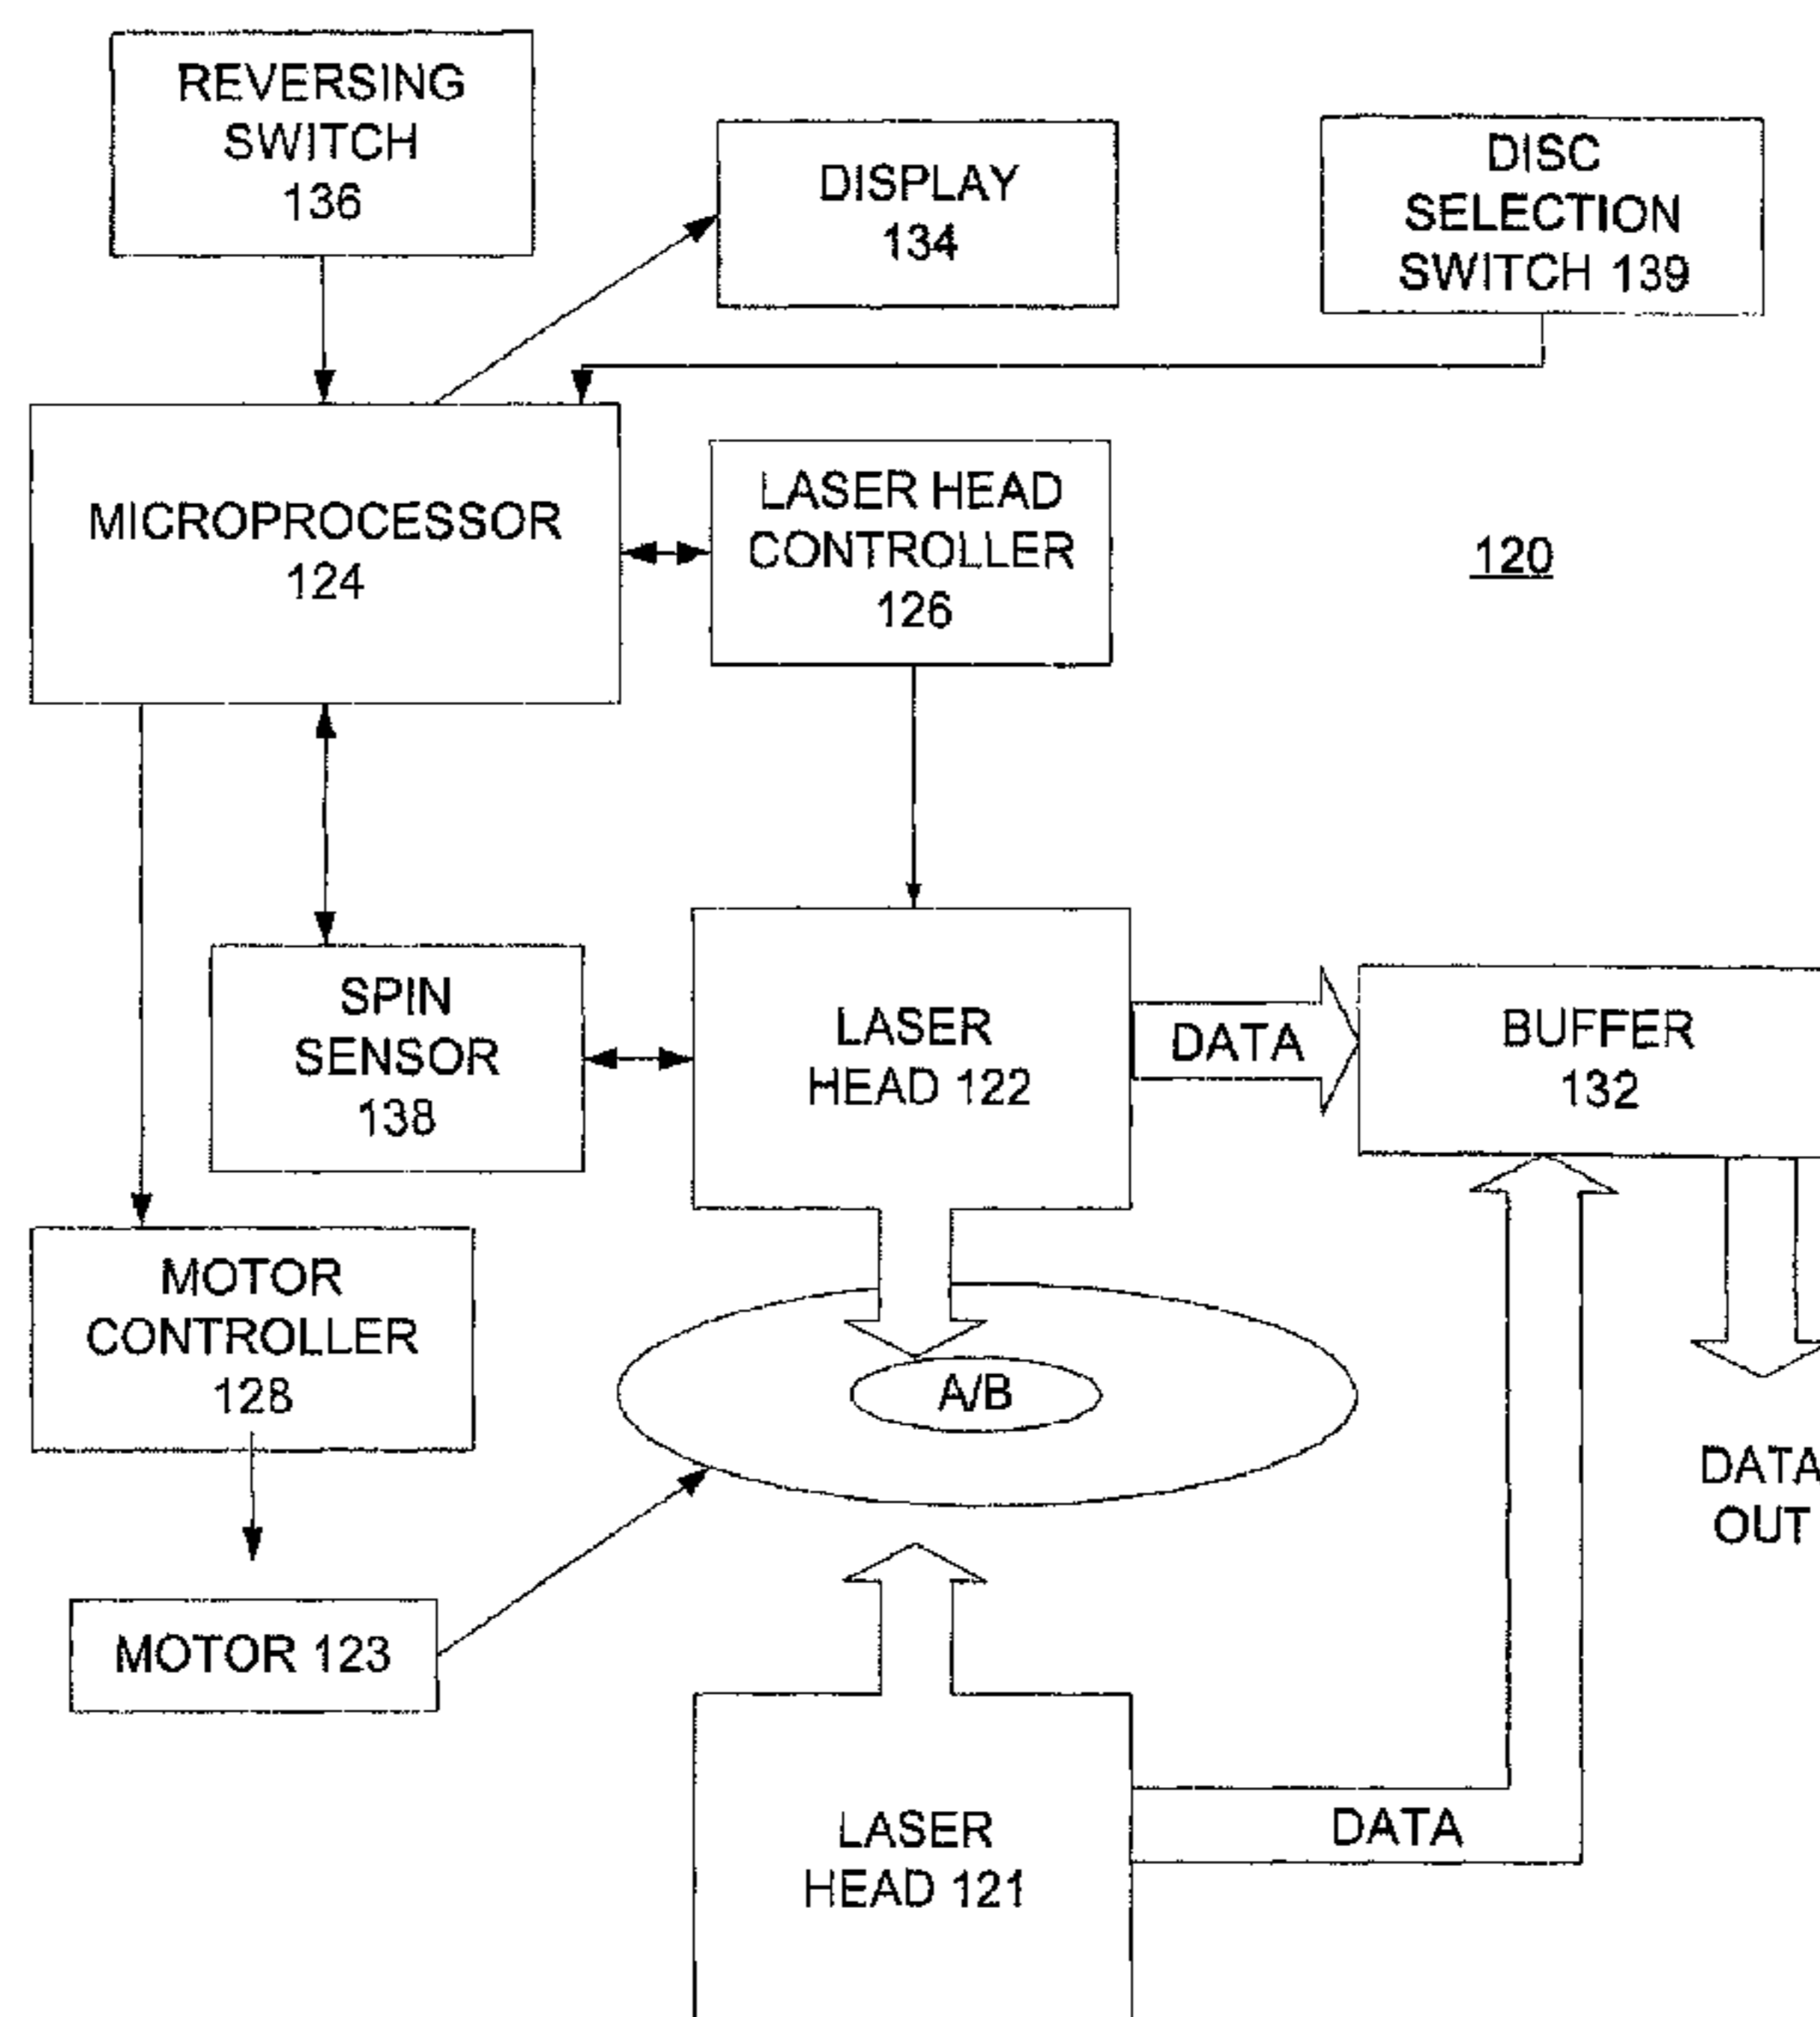 REVERSING
SWITCH
136
DISPLAY
134
DISC
SELECTION
SWITCH 139
MICROPROCESSOR
124
LASER HEAD
CONTROLLER
126
120
SPIN
SENSOR
138
LASER
HEAD 122
DATA
BUFFER
132
MOTOR
CONTROLLER
128
A/B
DATA
OUT
MOTOR 123
LASER
HEAD 121
DATA